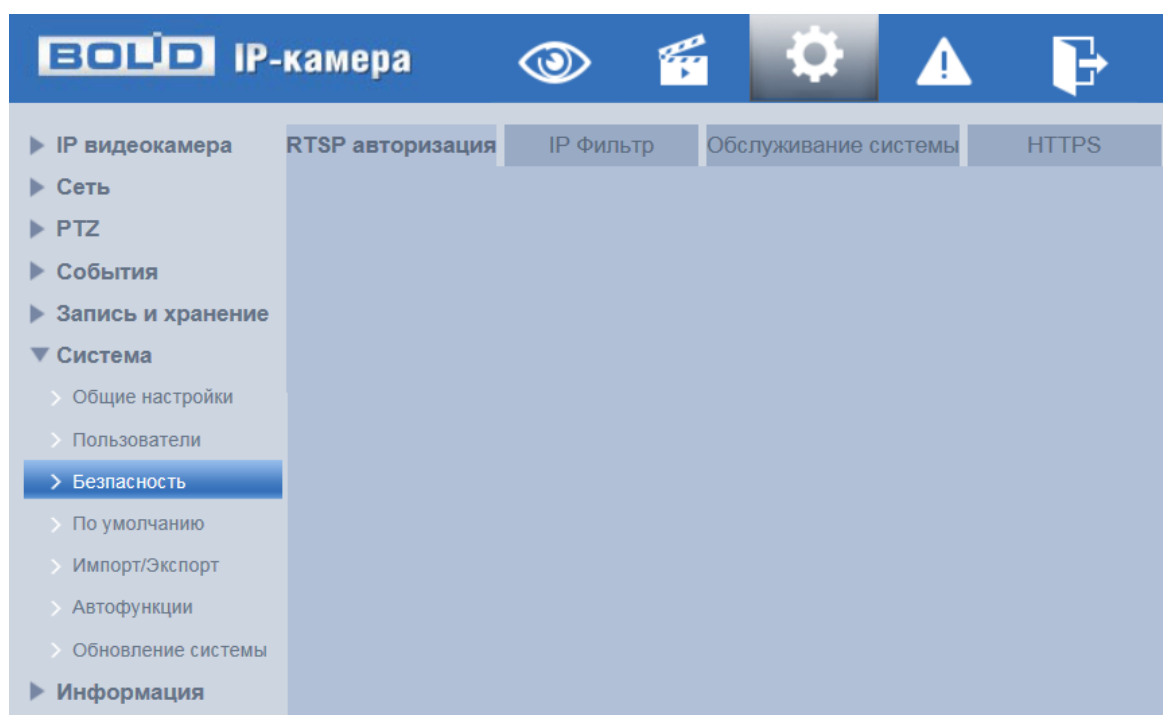 BOLID IP-камера
RTSP авторизация IP Фильтр Обслуживание системы HTTPS
IP видеокамера
Сеть
PTZ
События
Запись и хранение
Система
Общие настройки
Пользователи
Безпасность
По умолчанию
Импорт/Экспорт
Автофункции
Обновление системы
Информация